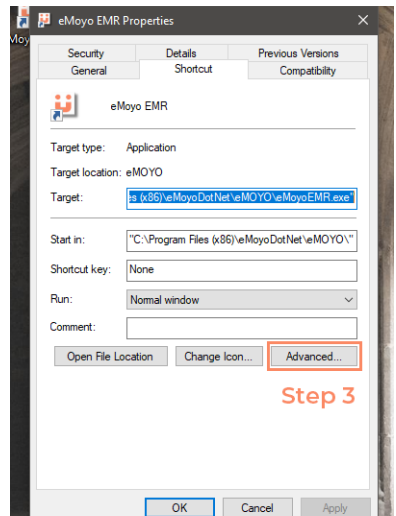 Moy
eMoyo EMR Properties
Security Details Previous Versions
General Shortcut Compatibility
eMoyo EMR
Target type: Application
Target location: eMOYO
Target: es (x86)\eMoyoDotNet\eMOYO\eMoyoEMR.exe"
Start in: "C:\Program Files (x86)\eMoyoDotNet\eMOYO\"
Shortcut key: None
Run: Normal window
Comment:
Open File Location Change Icon... Advanced...
Step 3
OK Cancel Apply